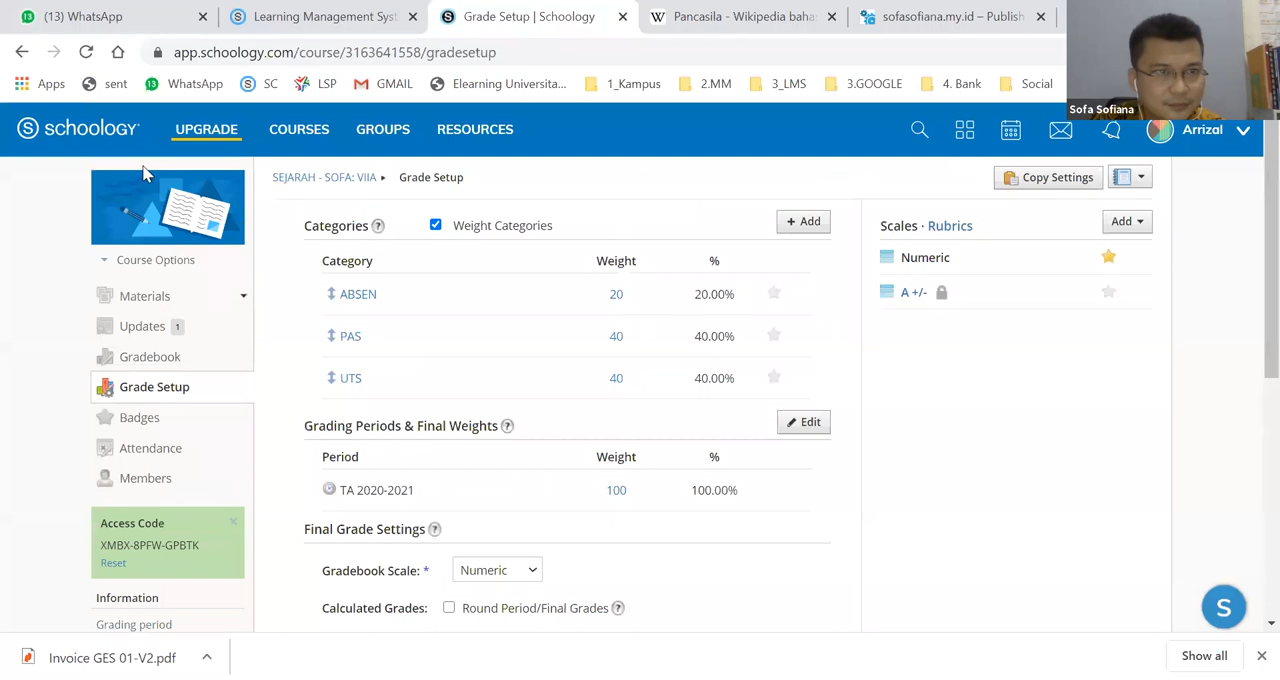 (13) WhatsApp
Learning Management Syst
Grade Setup | Schoology
Pancasila - Wikipedia baha
sofasofiana.my.id – Publish
app.schoology.com/course/3163641558/gradesetup
Apps sent WhatsApp SC LSP GMAIL Elearning Universita... 1_Kampus 2.MM 3_LMS 3.GOOGLE 4. Bank Social
Sofa Sofiana
schoology UPGRADE COURSES GROUPS RESOURCES Arrizal
SEJARAH - SOFA: VIIA Grade Setup Copy Settings
Course Options
Materials
Updates 1
Gradebook
Grade Setup
Badges
Attendance
Members
Access Code
XMBX-8PFW-GPBTK
Reset
Information
Grading period
Categories ? Weight Categories + Add
Category Weight %
ABSEN 20 20.00%
PAS 40 40.00%
UTS 40 40.00%
Grading Periods & Final Weights ? Edit
Period Weight %
TA 2020-2021 100 100.00%
Final Grade Settings ?
Gradebook Scale: * Numeric
Calculated Grades: Round Period/Final Grades ?
Scales · Rubrics Add
Numeric
A +/-
S
Invoice GES 01-V2.pdf Show all